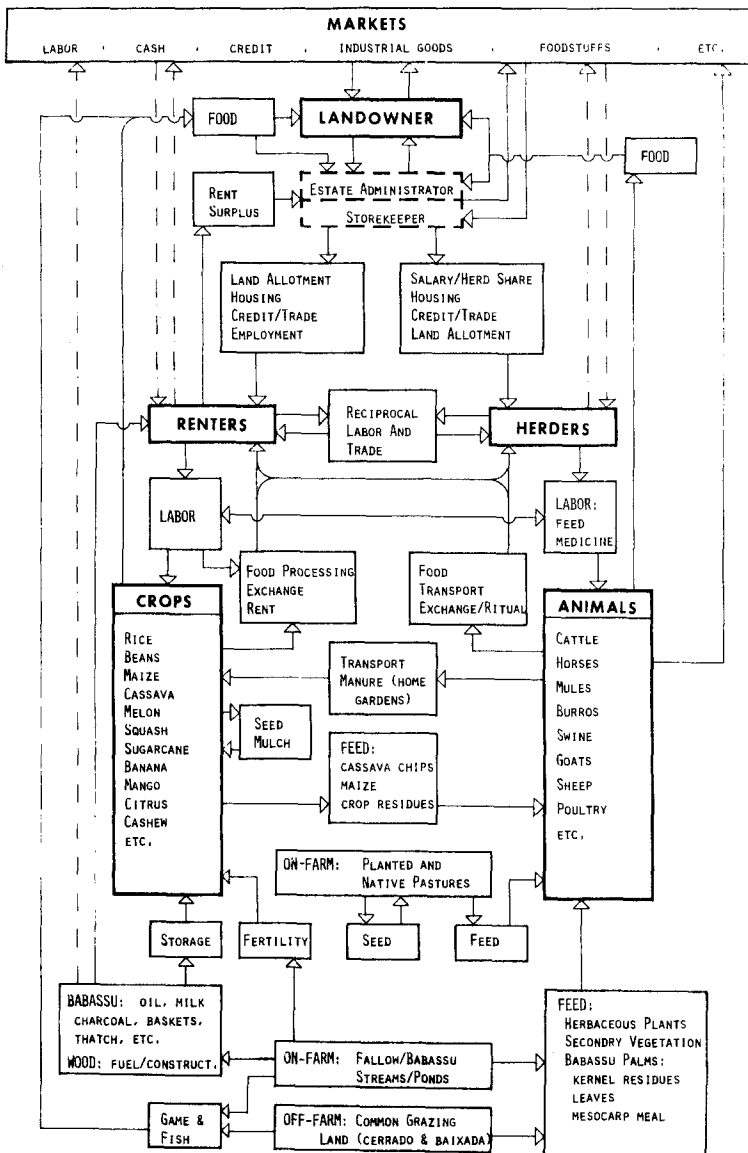 MARKETS
LABOR , CASH , CREDIT , INDUSTRIAL GOODS , FOODSTUFFS , ETC.
FOOD
LANDOWNER
FOOD
ESTATE ADMINISTRATOR
STOREKEEPER
RENT
SURPLUS
LAND ALLOTMENT
HOUSING
CREDIT/TRADE
EMPLOYMENT
SALARY/HERD SHARE
HOUSING
CREDIT/TRADE
LAND ALLOTMENT
RENTERS
RECIPROCAL
LABOR AND
TRADE
HERDERS
LABOR
LABOR:
FEED
MEDICINE
FOOD PROCESSING
EXCHANGE
RENT
FOOD
TRANSPORT
EXCHANGE/RITUAL
CROPS
RICE
BEANS
MAIZE
CASSAVA
MELON
SQUASH
SUGARCANE
BANANA
MANGO
CITRUS
CASHEW
ETC.
ANIMALS
CATTLE
HORSES
MULES
BURROS
SWINE
GOATS
SHEEP
POULTRY
ETC.
TRANSPORT
MANURE (HOME
GARDENS)
SEED
MULCH
FEED:
CASSAVA CHIPS
MAIZE
CROP RESIDUES
ON-FARM: PLANTED AND
NATIVE PASTURES
STORAGE
FERTILITY
SEED
FEED
BABASSU: OIL, MILK
CHARCOAL, BASKETS,
THATCH, ETC.
WOOD: FUEL/CONSTRUCT.
ON-FARM: FALLOW/BABASSU
STREAMS/PONDS
FEED:
HERBACEOUS PLANTS
SECONDRY VEGETATION
BABASSU PALMS:
KERNEL RESIDUES
LEAVES
MESOCARP MEAL
GAME &
FISH
OFF-FARM: COMMON GRAZING
LAND (CERRADO & BAIXADA)